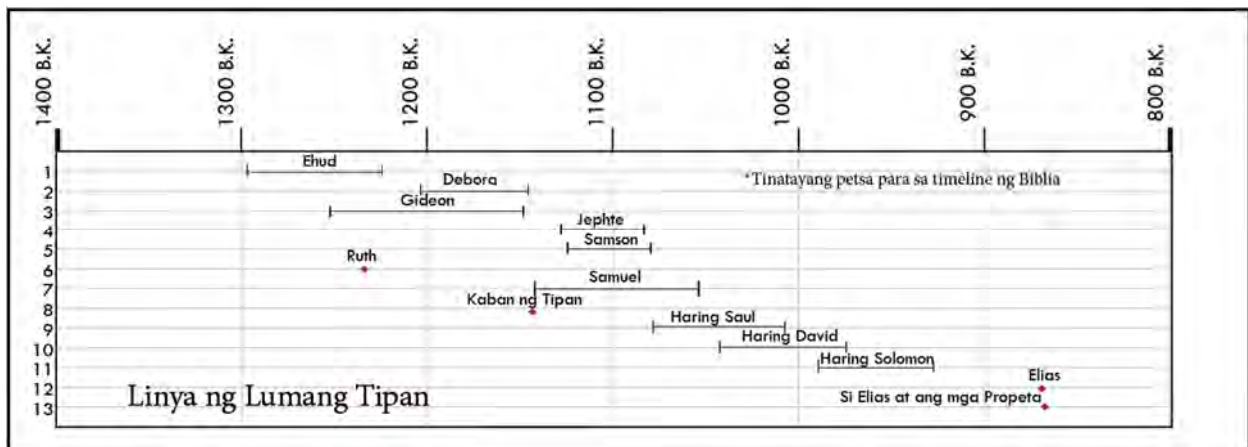 1400 B.K.
1300 B.K.
1200 B.K.
1100 B.K.
1000 B.K.
900 B.K.
800 B.K.
*Tinatayang petsa para sa timeline ng Biblia
1 Ehud
2 Debora
3 Gideon
4 Jephte
5 Samson
6 Ruth
7 Samuel
8 Kaban ng Tipan
9 Haring Saul
10 Haring David
11 Haring Solomon
12 Elias
13 Si Elias at ang mga Propeta
Linya ng Lumang Tipan